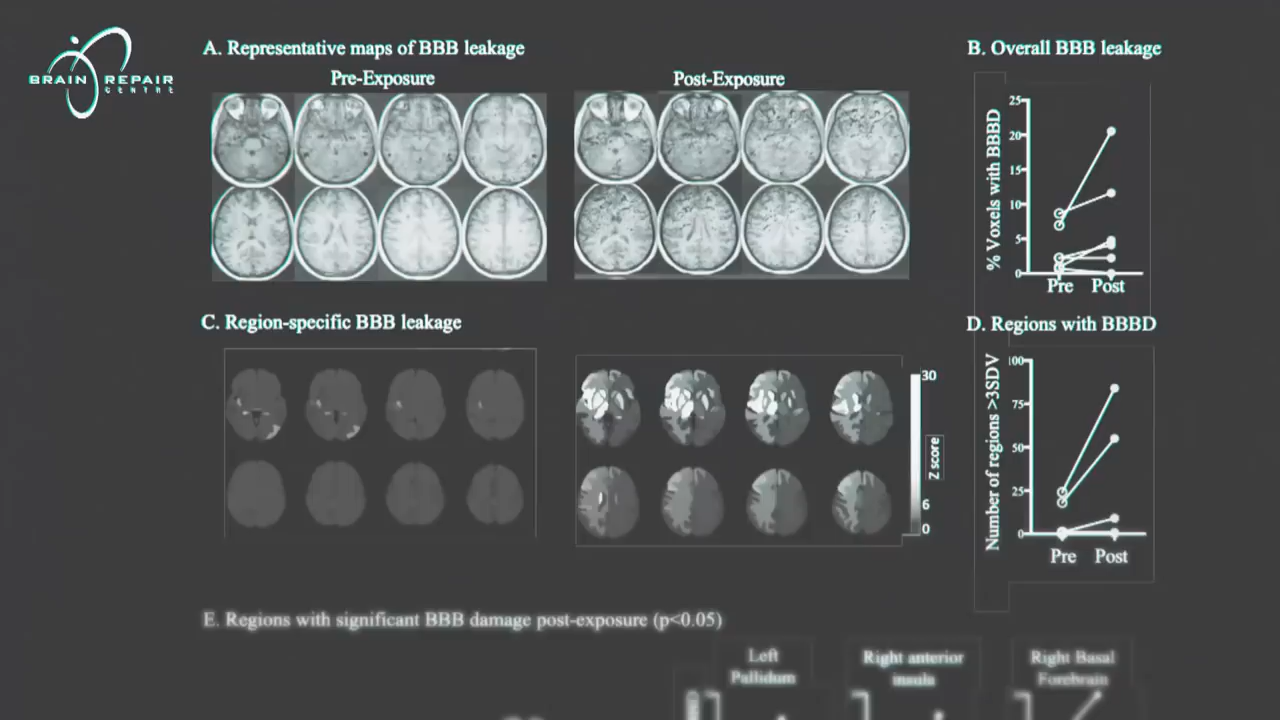 BRAIN REPAIR
CENTRE
A. Representative maps of BBB leakage
Pre-Exposure
Post-Exposure
B. Overall BBB leakage
% Voxels with BBBD
25
20
15
10
5
0
Pre
Post
C. Region-specific BBB leakage
30
Z score
6
0
D. Regions with BBBD
Number of regions >3SDV
100
75
50
25
0
Pre
Post
E. Regions with significant BBB damage post-exposure (p<0.05)
Left
Pallidum
Right anterior
insula
Right Basal
Forebrain